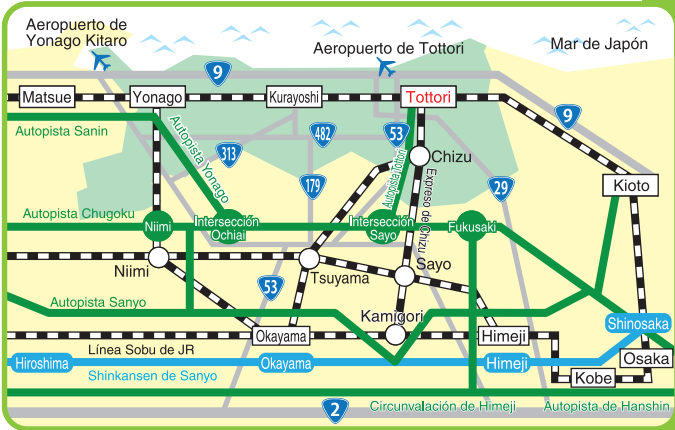 Aeropuerto de
Yonago Kitaro
Aeropuerto de Tottori
Mar de Japón
9
Matsue
Yonago
Kurayoshi
Tottori
Autopista Sanin
Autopista Yonago
313
482
53
9
Chizu
Autopista Tottori
Expreso de Chizu
179
29
Kioto
Autopista Chugoku
Niimi
Intersección
Ochiai
Intersección
Sayo
Fukusaki
Niimi
Tsuyama
Sayo
53
Autopista Sanyo
Kamigori
Okayama
Himeji
Shinosaka
Línea Sobu de JR
Hiroshima
Okayama
Himeji
Osaka
Shinkansen de Sanyo
Kobe
2
Circunvalación de Himeji
Autopista de Hanshin